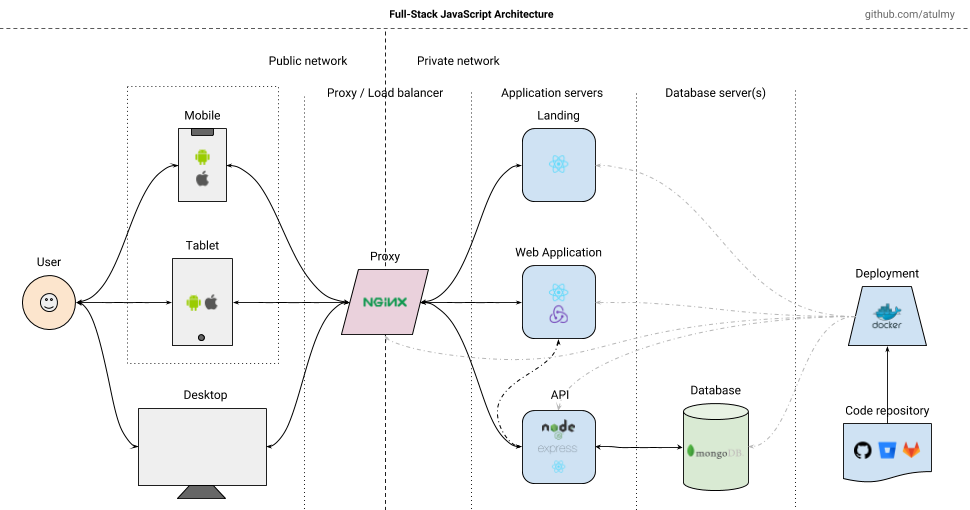 Full-Stack JavaScript Architecture
github.com/atulmy
Public network
Private network
Proxy / Load balancer
Application servers
Database server(s)
Mobile
Landing
Tablet
Web Application
User
Proxy
NGINX
Deployment
docker
Desktop
API
node
express
Database
mongoDB
Code repository